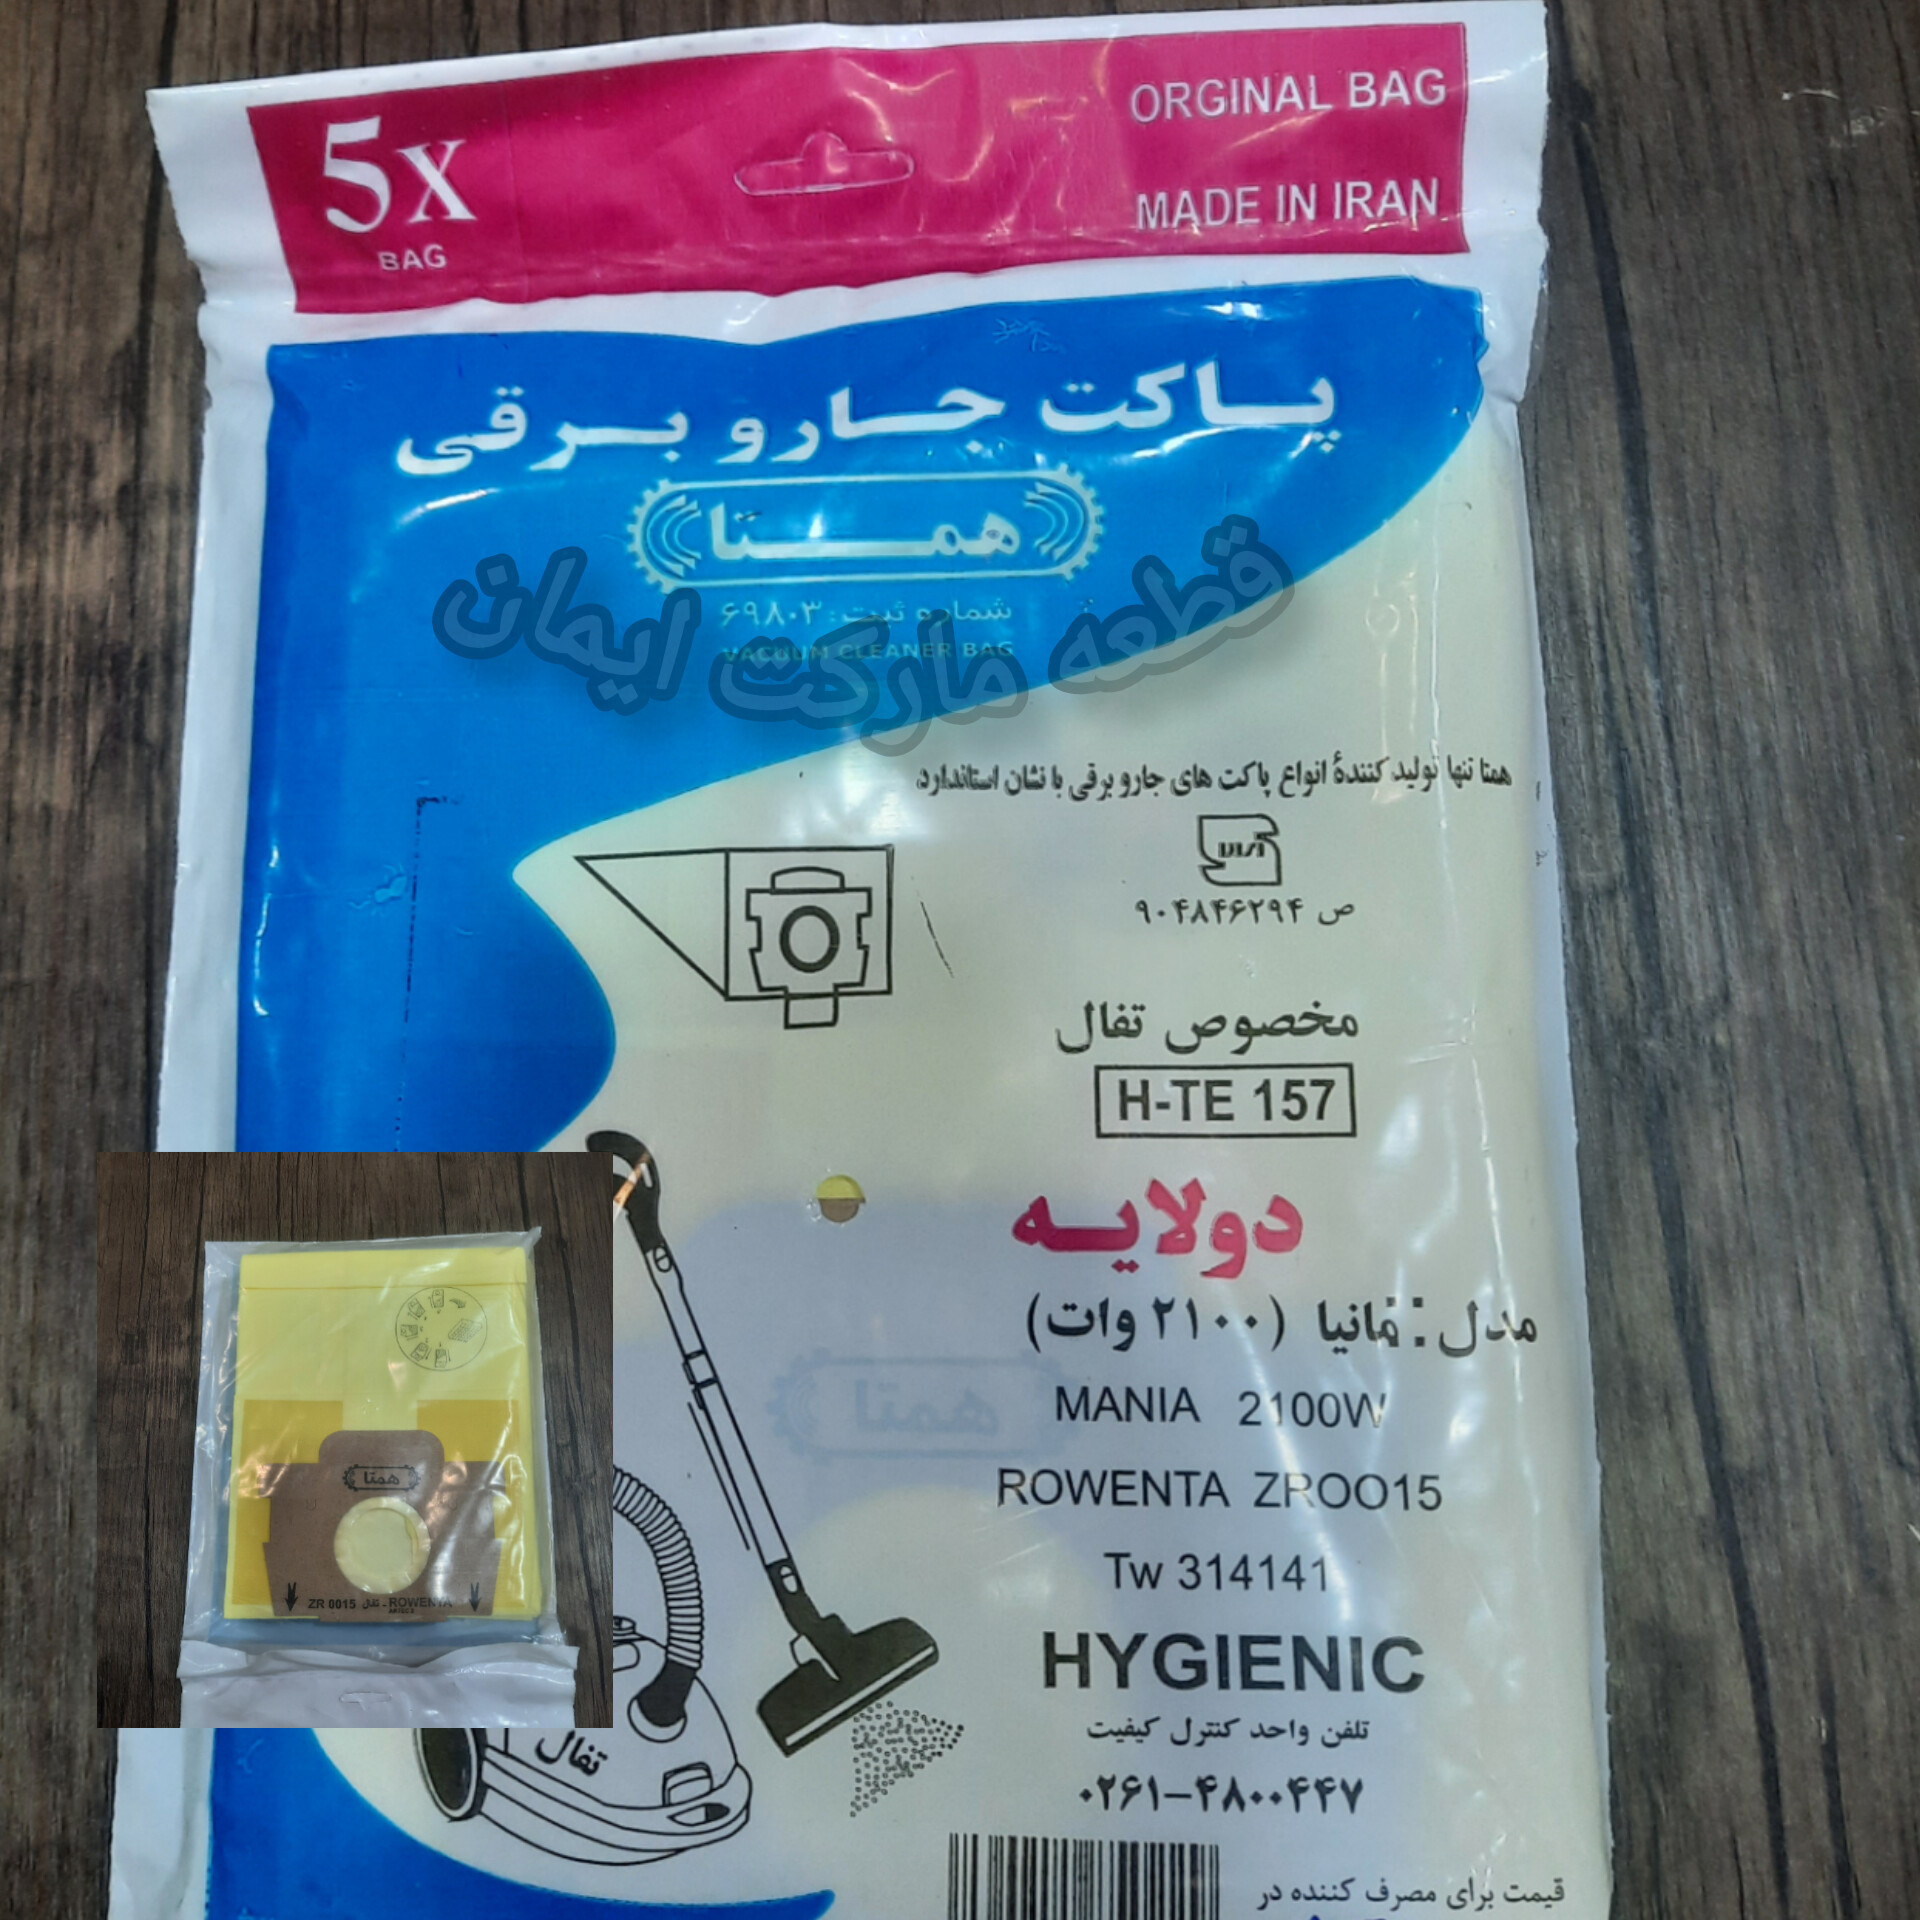 5X
BAG
ORGINAL BAG
MADE IN IRAN
پاکت جارو برقی
همتا
شماره ثبت: ۶۹۸۰۳
VACUUM CLEANER BAG
قطعه مارکت ایمان
همتا تنها تولید کنندهٔ انواع پاکت های جارو برقی با نشان استاندارد
ص ۹۰۴۸۴۶۲۹۴
مخصوص تفال
H-TE 157
دولایه
مدل : مانیا (۲۱۰۰ وات)
MANIA 2100W
ROWENTA ZROO15
Tw 314141
HYGIENIC
تلفن واحد کنترل کیفیت
۰۲۶۱-۴۸۰۰۴۴۷
قیمت برای مصرف کننده در
تفال
همتا
همتا
ZR 0015 تفال - ROWENTA